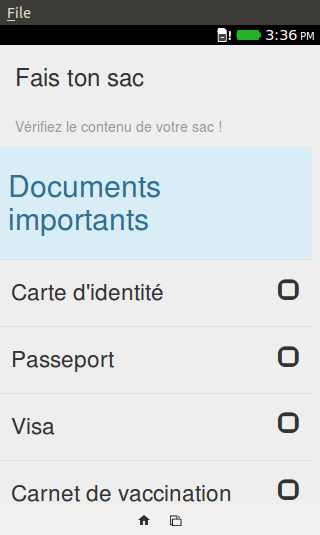 File
3:36 PM
Fais ton sac
Vérifiez le contenu de votre sac !
Documents
importants
Carte d'identité
Passeport
Visa
Carnet de vaccination